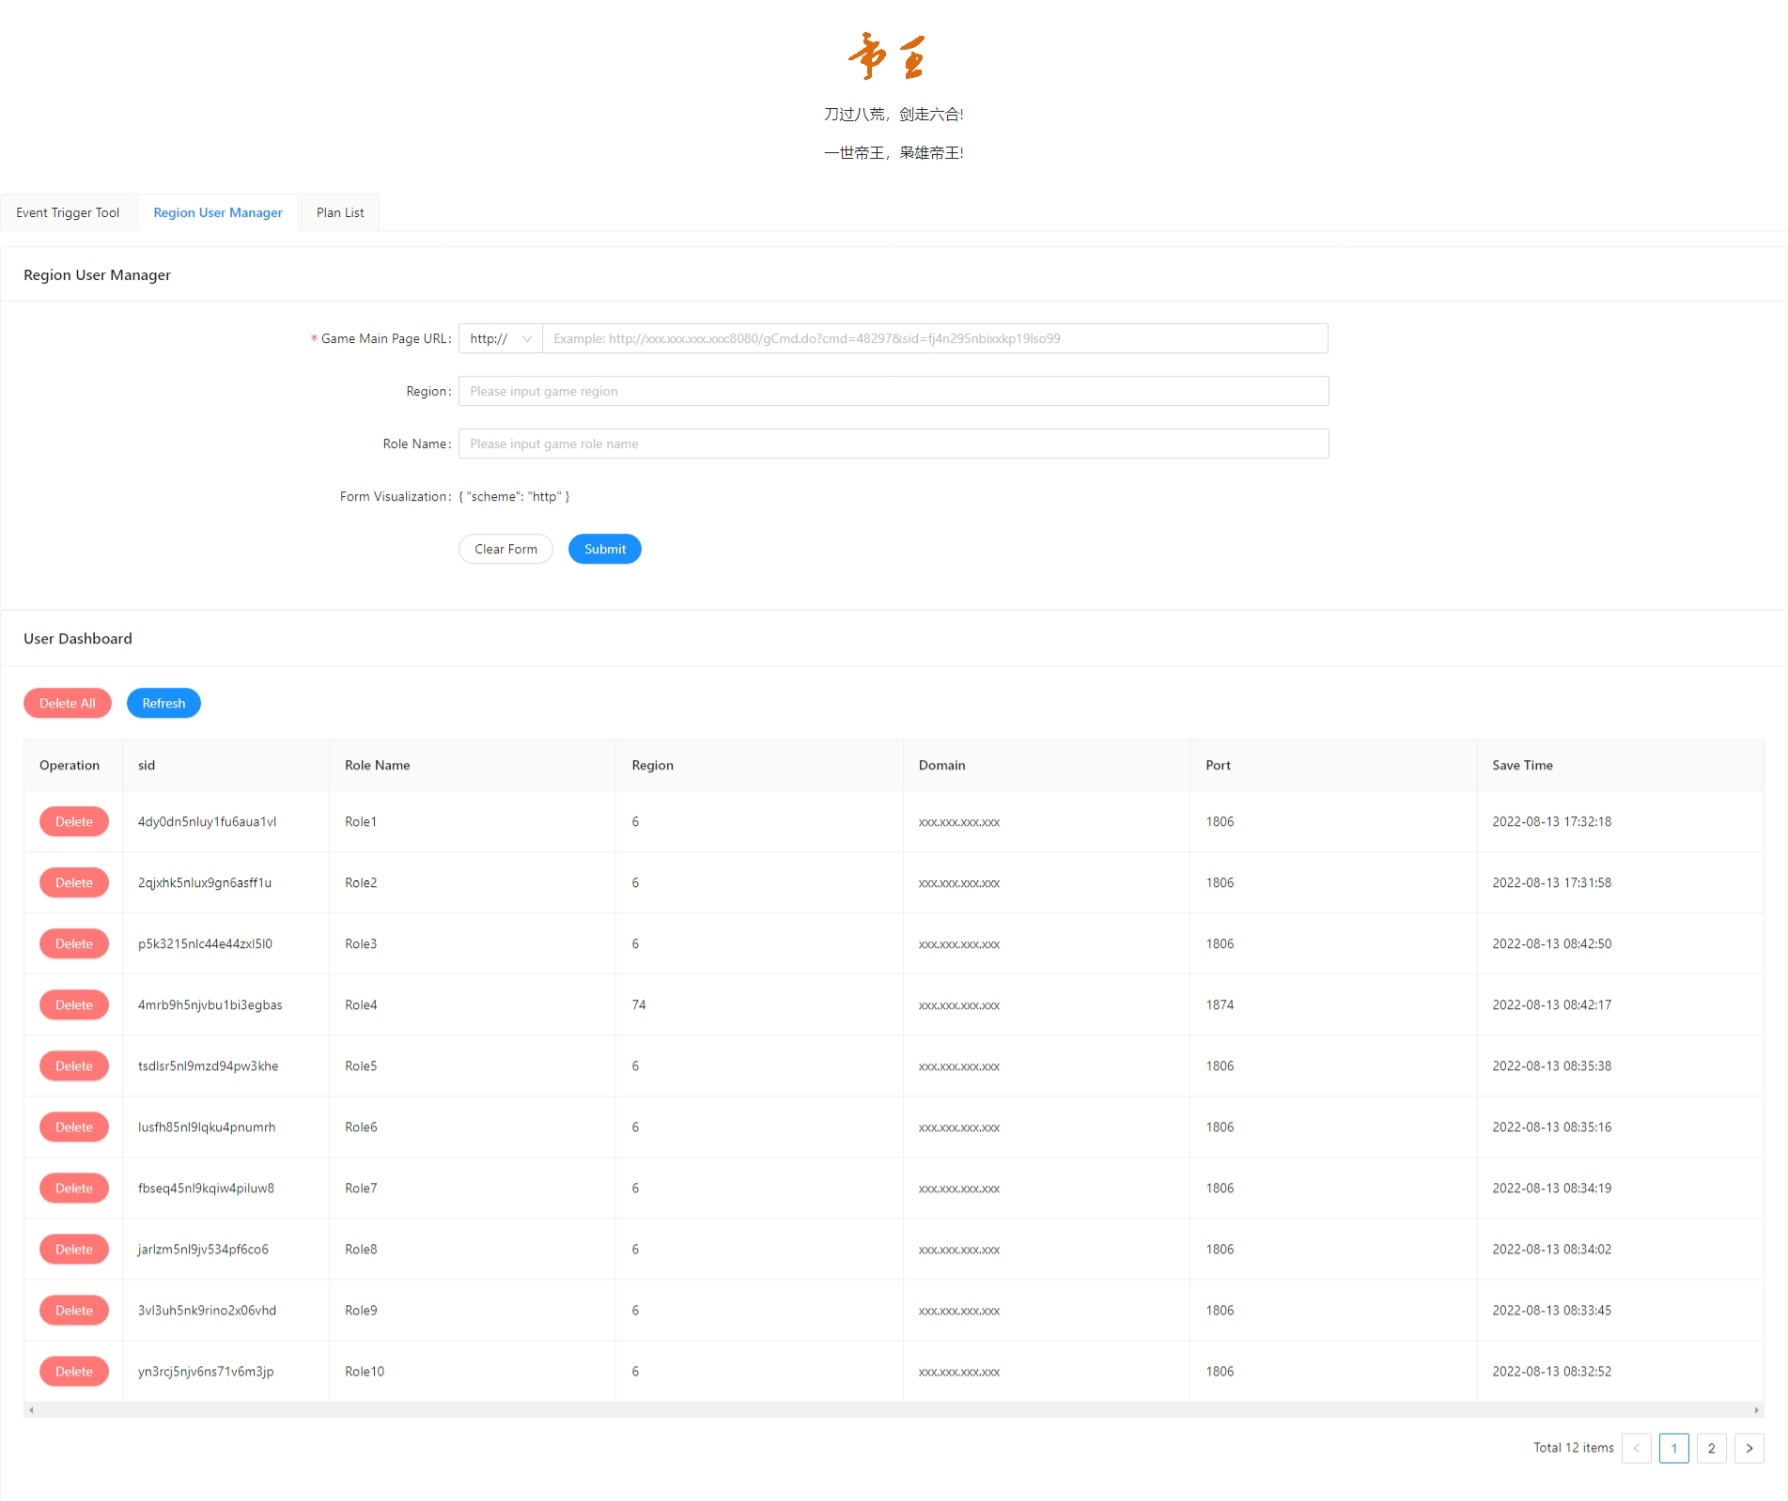 帝王
刀过八荒，剑走六合!
一世帝王，枭雄帝王!
Event Trigger Tool Region User Manager Plan List
Region User Manager
* Game Main Page URL: http:// Example: http://xxx.xxx.xxx.xxxc8080/gCmd.do?cmd=48297&sid=fj4n295nbixxkp19lso99
Region: Please input game region
Role Name: Please input game role name
Form Visualization: { "scheme": "http" }
Clear Form Submit
User Dashboard
Delete All Refresh
Operation sid Role Name Region Domain Port Save Time
Delete 4dy0dn5nluy1fu6aua1vl Role1 6 xxx.xxx.xxx.xxx 1806 2022-08-13 17:32:18
Delete 2qjxhk5nlux9gn6asff1u Role2 6 xxx.xxx.xxx.xxx 1806 2022-08-13 17:31:58
Delete p5k3215nlc44e44zxl5l0 Role3 6 xxx.xxx.xxx.xxx 1806 2022-08-13 08:42:50
Delete 4mrb9h5njvbu1bi3egbas Role4 74 xxx.xxx.xxx.xxx 1874 2022-08-13 08:42:17
Delete tsdlsr5nl9mzd94pw3khe Role5 6 xxx.xxx.xxx.xxx 1806 2022-08-13 08:35:38
Delete lusfh85nl9lqku4pnumrh Role6 6 xxx.xxx.xxx.xxx 1806 2022-08-13 08:35:16
Delete fbseq45nl9kqiw4piluw8 Role7 6 xxx.xxx.xxx.xxx 1806 2022-08-13 08:34:19
Delete jarlzm5nl9jv534pf6co6 Role8 6 xxx.xxx.xxx.xxx 1806 2022-08-13 08:34:02
Delete 3vl3uh5nk9rino2x06vhd Role9 6 xxx.xxx.xxx.xxx 1806 2022-08-13 08:33:45
Delete yn3rcj5njv6ns71v6m3jp Role10 6 xxx.xxx.xxx.xxx 1806 2022-08-13 08:32:52
Total 12 items < 1 2 >